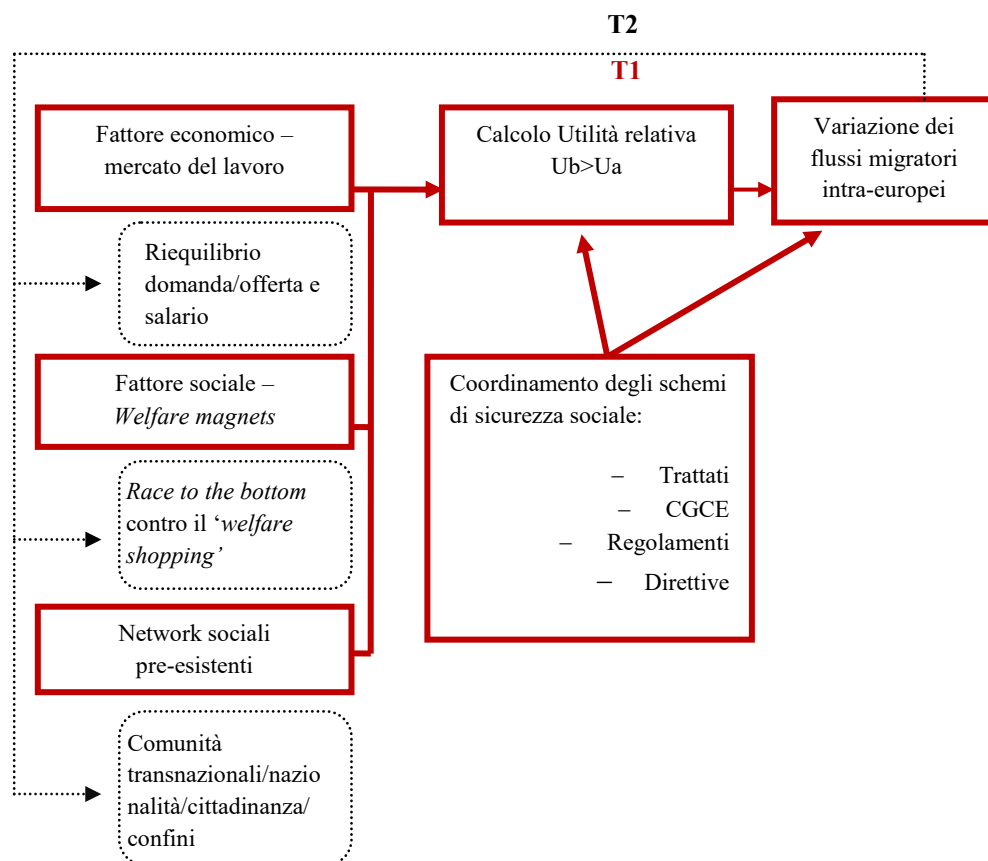 T2
T1
Fattore economico –
mercato del lavoro
Calcolo Utilità relativa
Ub>Ua
Variazione dei
flussi migratori
intra-europei
Riequilibrio
domanda/offerta e
salario
Fattore sociale –
Welfare magnets
Coordinamento degli schemi
di sicurezza sociale:
– Trattati
– CGCE
– Regolamenti
– Direttive
Race to the bottom
contro il ‘welfare
shopping’
Network sociali
pre-esistenti
Comunità
transnazionali/nazio
nalità/cittadinanza/
confini